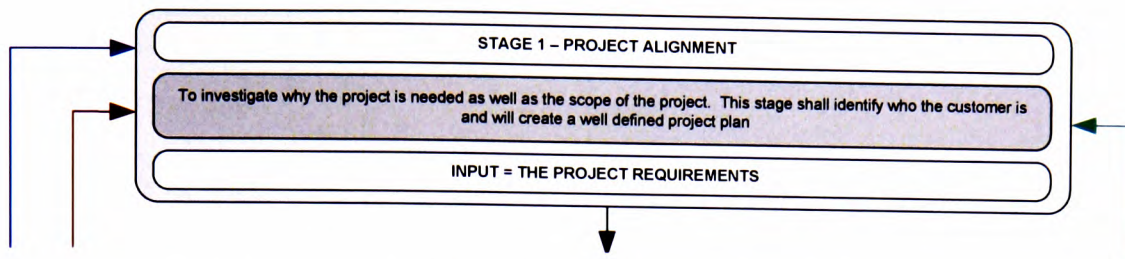 STAGE 1 – PROJECT ALIGNMENT
To investigate why the project is needed as well as the scope of the project. This stage shall identify who the customer is
and will create a well defined project plan
INPUT = THE PROJECT REQUIREMENTS